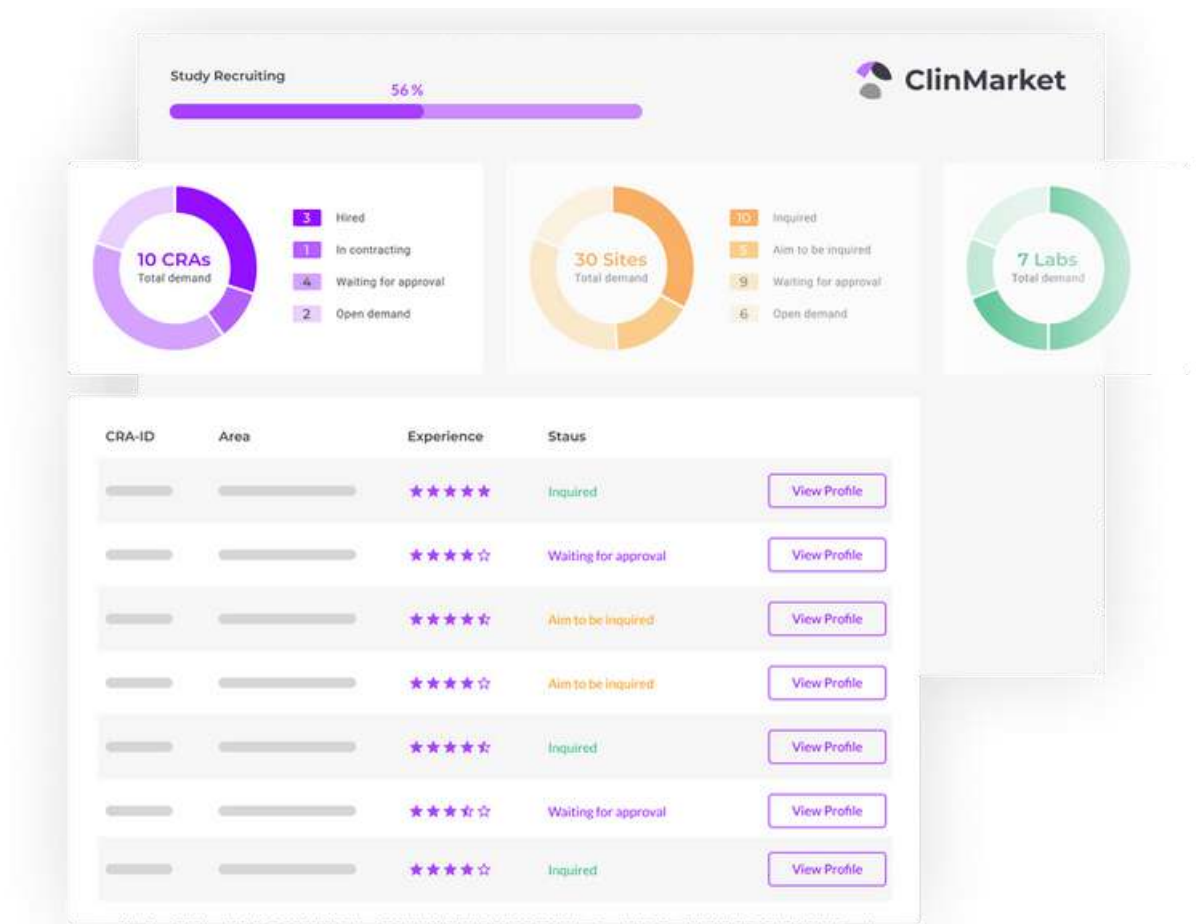 Study Recruiting
56%
ClinMarket
10 CRAs
Total demand
3 Hired
1 In contracting
4 Waiting for approval
2 Open demand
30 Sites
Total demand
10 Inquired
5 Aim to be inquired
9 Waiting for approval
6 Open demand
7 Labs
Total demand
CRA-ID Area Experience Staus
Inquired View Profile
Waiting for approval View Profile
Aim to be inquired View Profile
Aim to be inquired View Profile
Inquired View Profile
Waiting for approval View Profile
Inquired View Profile